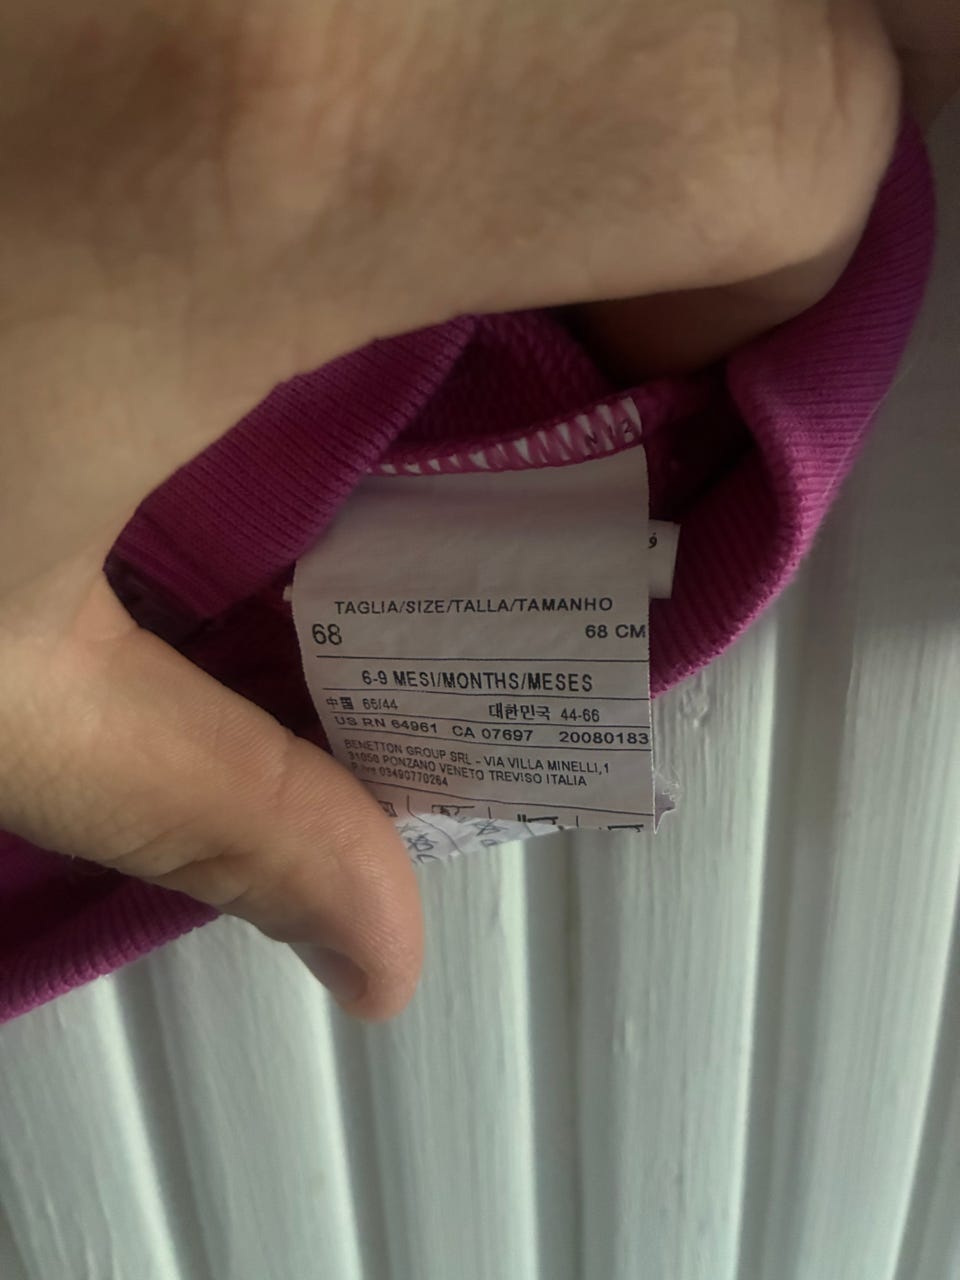 N12
TAGLIA/SIZE/TALLA/TAMANHO
68 68 CM
6-9 MESI/MONTHS/MESES
中国 66/44 대한민국 44-66
US RN 64961 CA 07697 20080183
BENETTON GROUP SRL - VIA VILLA MINELLI,1
31050 PONZANO VENETO TREVISO ITALIA
03490770264